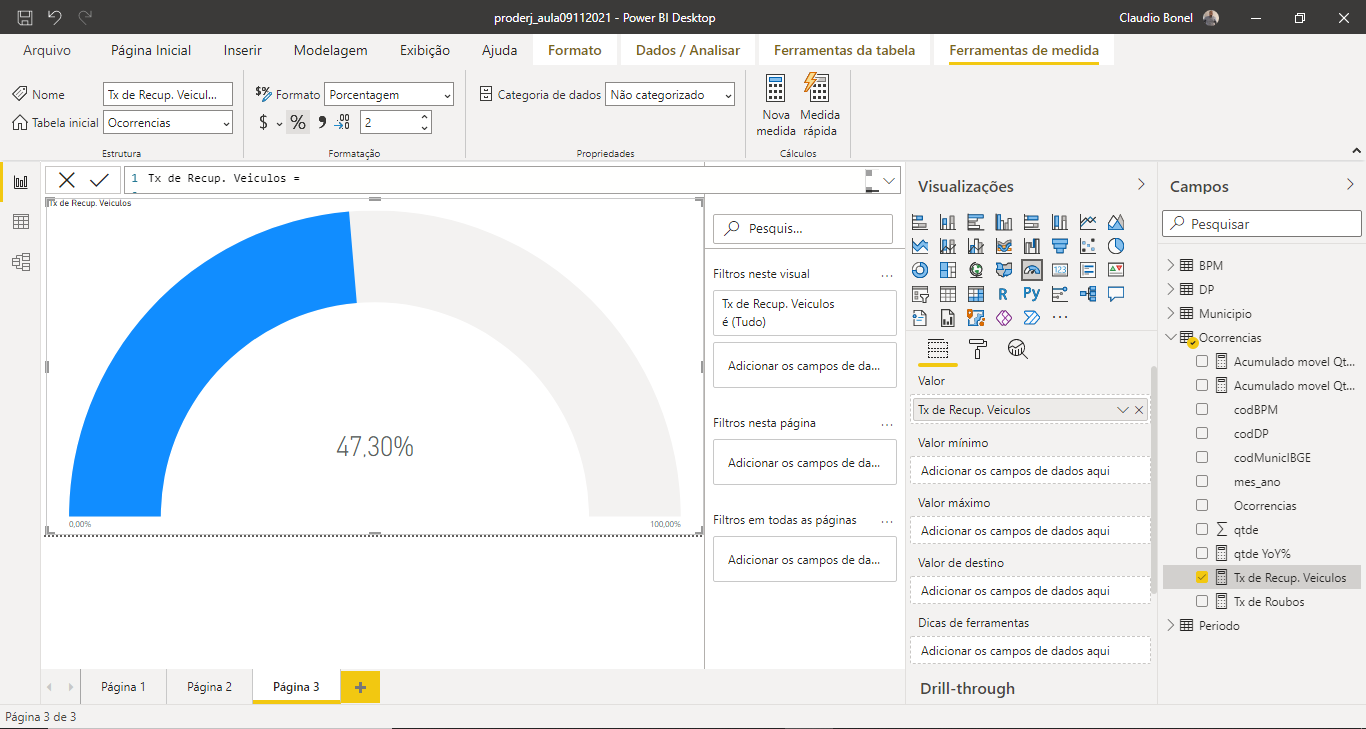 proderj_aula09112021 - Power BI Desktop
Claudio Bonel
Arquivo
Página Inicial
Inserir
Modelagem
Exibição
Ajuda
Formato
Dados / Analisar
Ferramentas da tabela
Ferramentas de medida
Nome
Tx de Recup. Veicul...
Tabela inicial
Ocorrencias
Estrutura
Formato
Porcentagem
$
%
2
Formatação
Categoria de dados
Não categorizado
Propriedades
Nova
medida
Medida
rápida
Cálculos
1 Tx de Recup. Veiculos =
Tx de Recup. Veiculos
47,30%
0,00%
100,00%
Pesquis...
Filtros neste visual
...
Tx de Recup. Veiculos
é (Tudo)
Adicionar os campos de da...
Filtros nesta página
...
Adicionar os campos de da...
Filtros em todas as páginas
...
Adicionar os campos de da...
Visualizações
123
R
Py
...
Valor
Tx de Recup. Veiculos
Valor mínimo
Adicionar os campos de dados aqui
Valor máximo
Adicionar os campos de dados aqui
Valor de destino
Adicionar os campos de dados aqui
Dicas de ferramentas
Adicionar os campos de dados aqui
Drill-through
Campos
Pesquisar
BPM
DP
Municipio
Ocorrencias
Acumulado movel Qt...
Acumulado movel Qt...
codBPM
codDP
codMunicIBGE
mes_ano
Ocorrencias
qtde
qtde YoY%
Tx de Recup. Veiculos
Tx de Roubos
Periodo
Página 1
Página 2
Página 3
Página 3 de 3